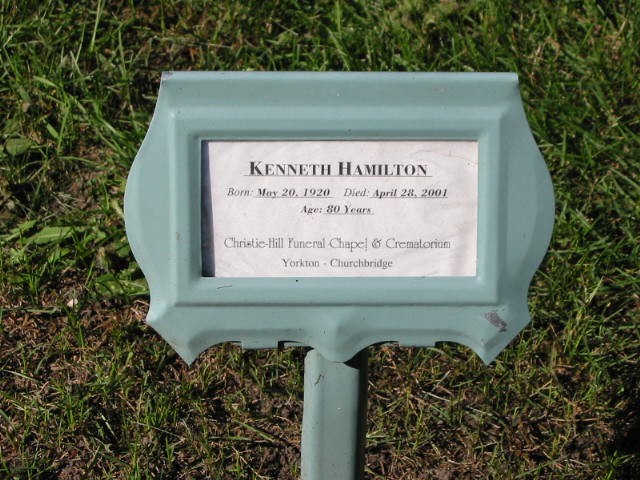 KENNETH HAMILTON
Born: May 20, 1920 Died: April 28, 2001
Age: 80 Years
Christie-Hill Funeral Chapel & Crematorium
Yorkton - Churchbridge